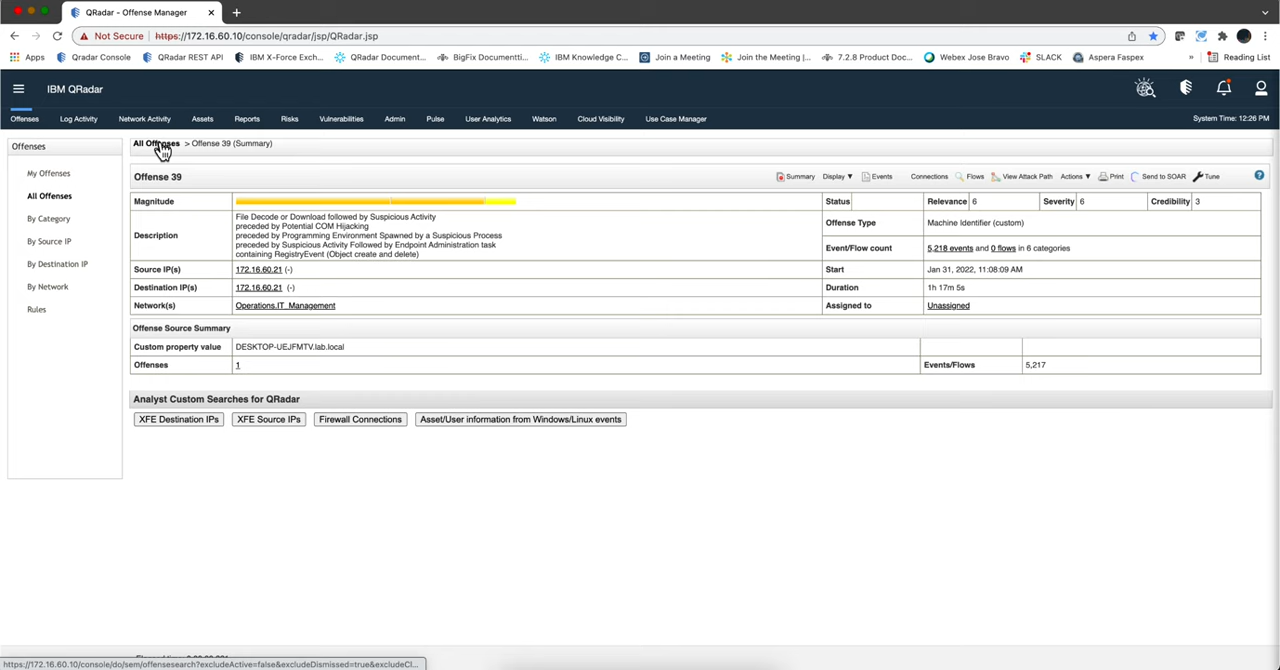 QRadar - Offense Manager
Not Secure
https://172.16.60.10/console/qradar/jsp/QRadar.jsp
Apps
Qradar Console
QRadar REST API
IBM X-Force Exch...
QRadar Document...
BigFix Documentti...
IBM Knowledge C...
Join a Meeting
Join the Meeting |...
7.2.8 Product Doc...
Webex Jose Bravo
SLACK
Aspera Faspex
»
Reading List
IBM QRadar
Offenses
Log Activity
Network Activity
Assets
Reports
Risks
Vulnerabilities
Admin
Pulse
User Analytics
Watson
Cloud Visibility
Use Case Manager
System Time: 12:26 PM
Offenses
My Offenses
All Offenses
By Category
By Source IP
By Destination IP
By Network
Rules
All Offenses > Offense 39 (Summary)
Offense 39
Summary
Display
Events
Connections
Flows
View Attack Path
Actions
Print
Send to SOAR
Tune
Magnitude
Status
Relevance 6
Severity 6
Credibility 3
Description
File Decode or Download followed by Suspicious Activity
preceded by Potential COM Hijacking
preceded by Programming Environment Spawned by a Suspicious Process
preceded by Suspicious Activity Followed by Endpoint Administration task
containing RegistryEvent (Object create and delete)
Offense Type
Machine Identifier (custom)
Event/Flow count
5,218 events and 0 flows in 6 categories
Source IP(s)
172.16.60.21 (-)
Start
Jan 31, 2022, 11:08:09 AM
Destination IP(s)
172.16.60.21 (-)
Duration
1h 17m 5s
Network(s)
Operations.IT_Management
Assigned to
Unassigned
Offense Source Summary
Custom property value
DESKTOP-UEJFMTV.lab.local
Offenses
1
Events/Flows
5,217
Analyst Custom Searches for QRadar
XFE Destination IPs
XFE Source IPs
Firewall Connections
Asset/User information from Windows/Linux events
https://172.16.60.10/console/do/sem/offensesearch?excludeActive=false&excludeDismissed=true&excludeCl...